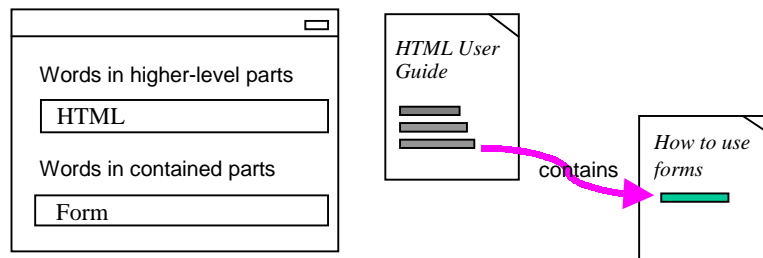 Words in higher-level parts
HTML
Words in contained parts
Form
HTML User
Guide
contains
How to use
forms